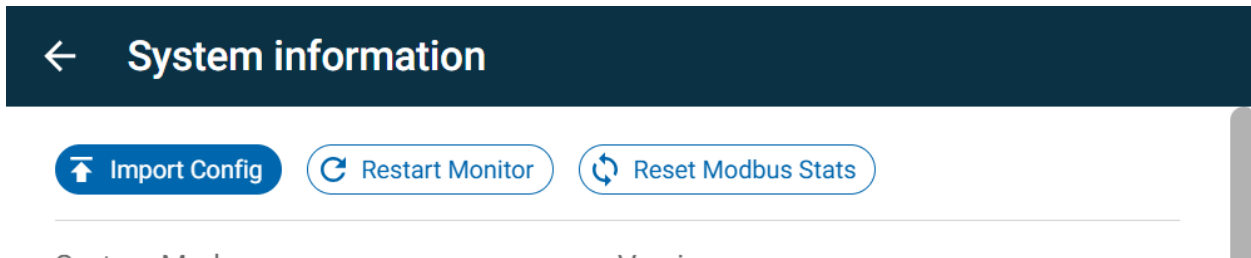 System information
Import Config
Restart Monitor
Reset Modbus Stats